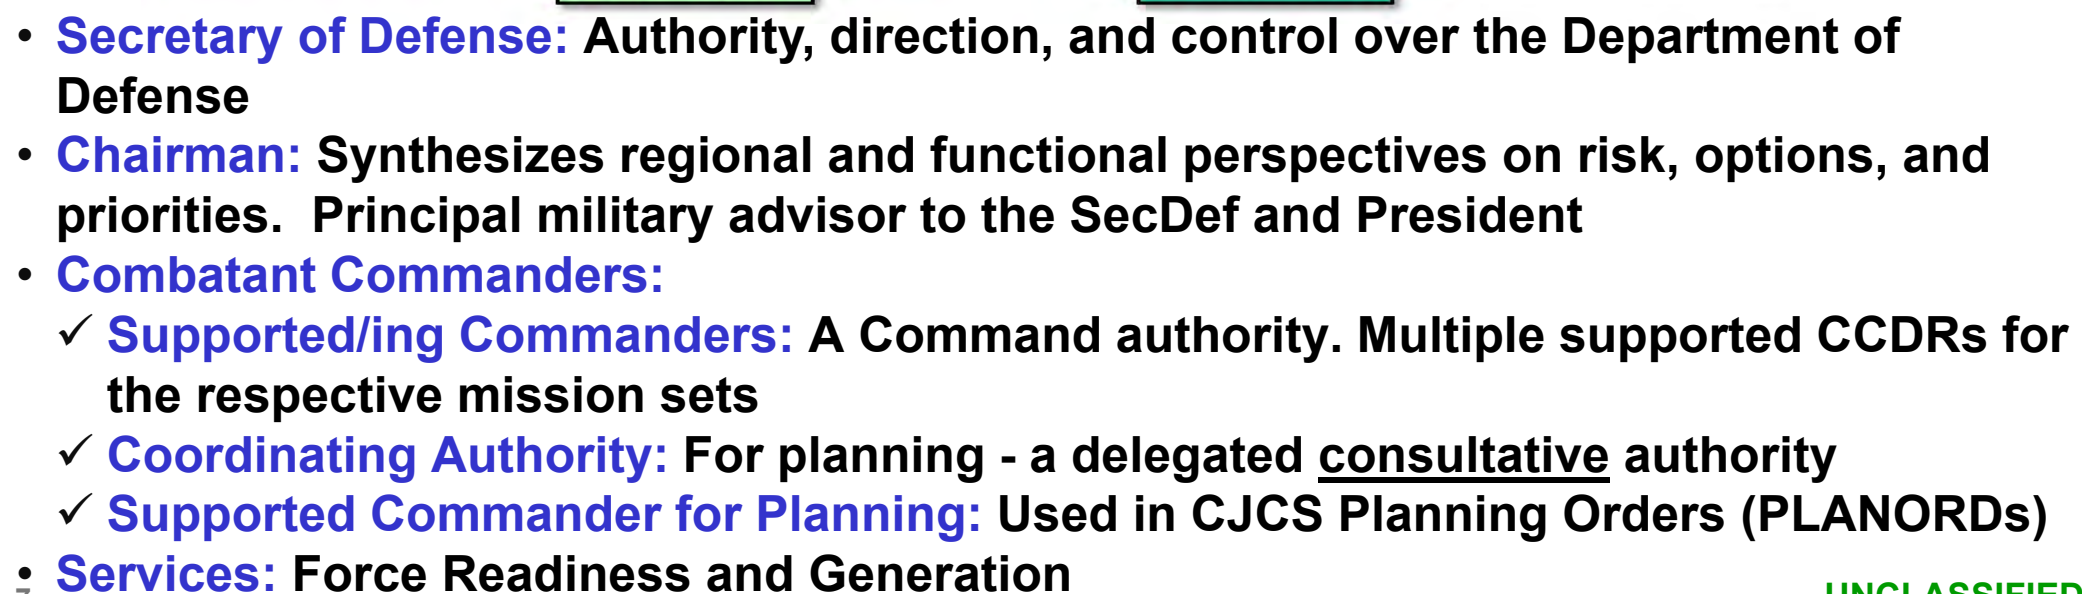 • Secretary of Defense: Authority, direction, and control over the Department of
Defense
• Chairman: Synthesizes regional and functional perspectives on risk, options, and
priorities.  Principal military advisor to the SecDef and President
• Combatant Commanders:
✓ Supported/ing Commanders: A Command authority. Multiple supported CCDRs for
the respective mission sets
✓ Coordinating Authority: For planning - a delegated consultative authority
✓ Supported Commander for Planning: Used in CJCS Planning Orders (PLANORDs)
• Services: Force Readiness and Generation
UNCLASSIFIED